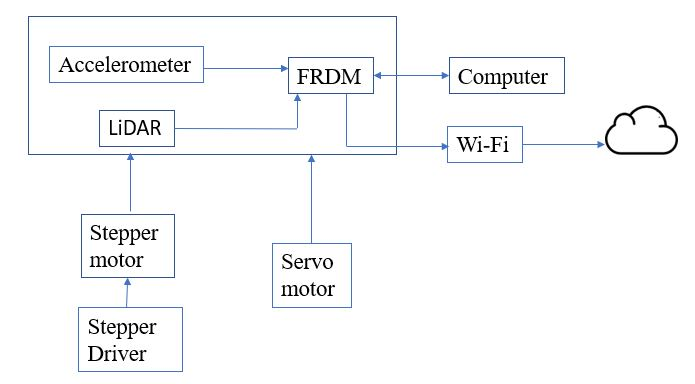 Accelerometer
FRDM
Computer
LiDAR
Wi-Fi
Stepper
motor
Servo
motor
Stepper
Driver